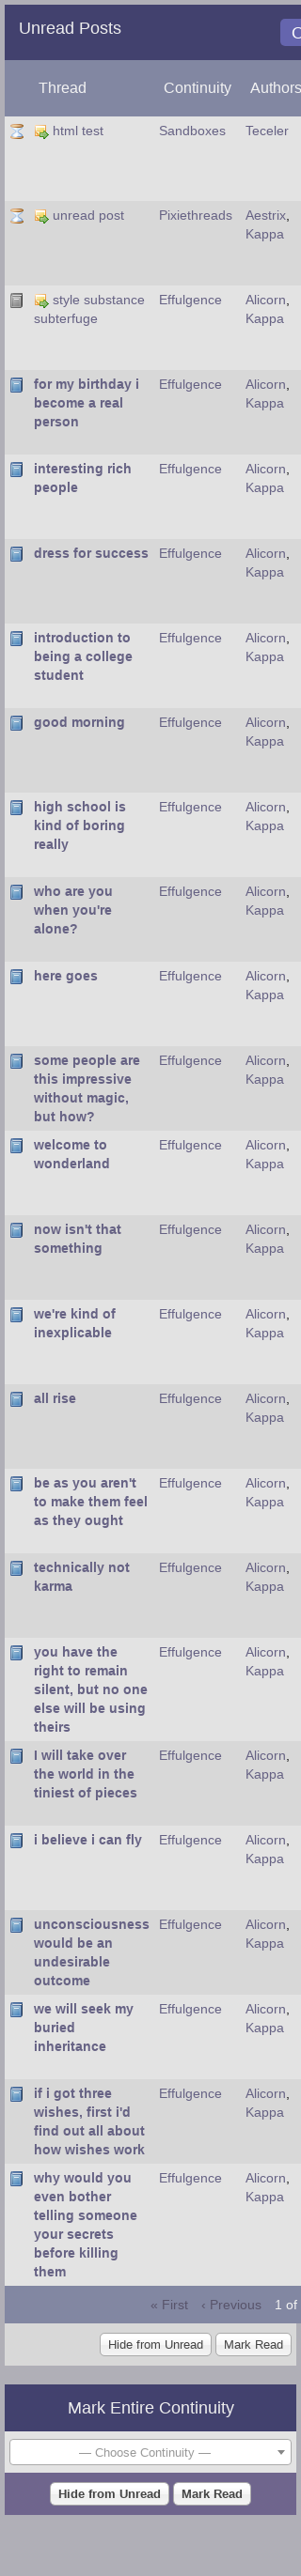 Unread Posts
Thread Continuity Authors
html test Sandboxes Teceler
unread post Pixiethreads Aestrix,
Kappa
style substance Effulgence Alicorn,
subterfuge Kappa
for my birthday i Effulgence Alicorn,
become a real Kappa
person
interesting rich Effulgence Alicorn,
people Kappa
dress for success Effulgence Alicorn,
Kappa
introduction to Effulgence Alicorn,
being a college Kappa
student
good morning Effulgence Alicorn,
Kappa
high school is Effulgence Alicorn,
kind of boring Kappa
really
who are you Effulgence Alicorn,
when you're Kappa
alone?
here goes Effulgence Alicorn,
Kappa
some people are Effulgence Alicorn,
this impressive Kappa
without magic,
but how?
welcome to Effulgence Alicorn,
wonderland Kappa
now isn't that Effulgence Alicorn,
something Kappa
we're kind of Effulgence Alicorn,
inexplicable Kappa
all rise Effulgence Alicorn,
Kappa
be as you aren't Effulgence Alicorn,
to make them feel Kappa
as they ought
technically not Effulgence Alicorn,
karma Kappa
you have the Effulgence Alicorn,
right to remain Kappa
silent, but no one
else will be using
theirs
I will take over Effulgence Alicorn,
the world in the Kappa
tiniest of pieces
i believe i can fly Effulgence Alicorn,
Kappa
unconsciousness Effulgence Alicorn,
would be an Kappa
undesirable
outcome
we will seek my Effulgence Alicorn,
buried Kappa
inheritance
if i got three Effulgence Alicorn,
wishes, first i'd Kappa
find out all about
how wishes work
why would you Effulgence Alicorn,
even bother Kappa
telling someone
your secrets
before killing
them
« First ‹ Previous 1 of
Hide from Unread Mark Read
Mark Entire Continuity
— Choose Continuity —
Hide from Unread Mark Read